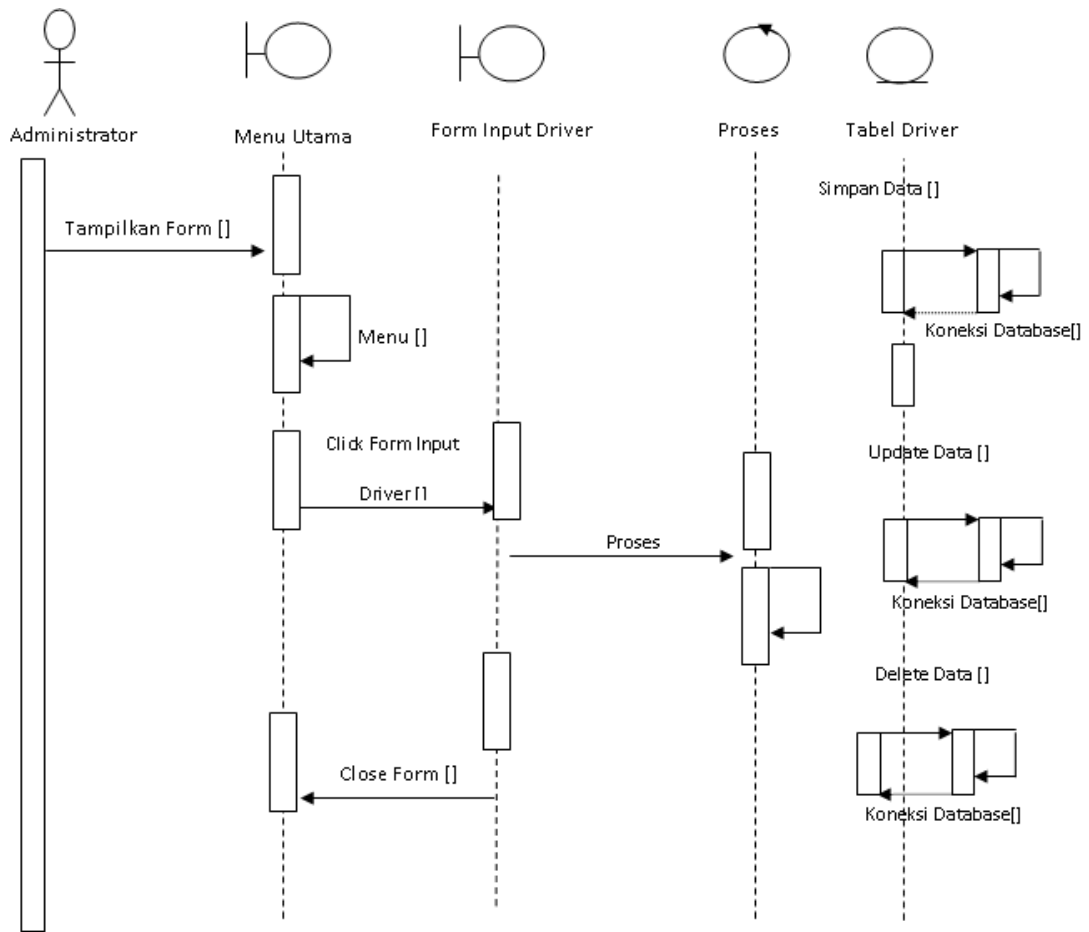 Administrator
Menu Utama
Form Input Driver
Proses
Tabel Driver
Simpan Data []
Tampilkan Form []
Koneksi Database[]
Menu []
Click Form Input
Driver []
Update Data []
Proses
Koneksi Database[]
Delete Data []
Close Form []
Koneksi Database[]